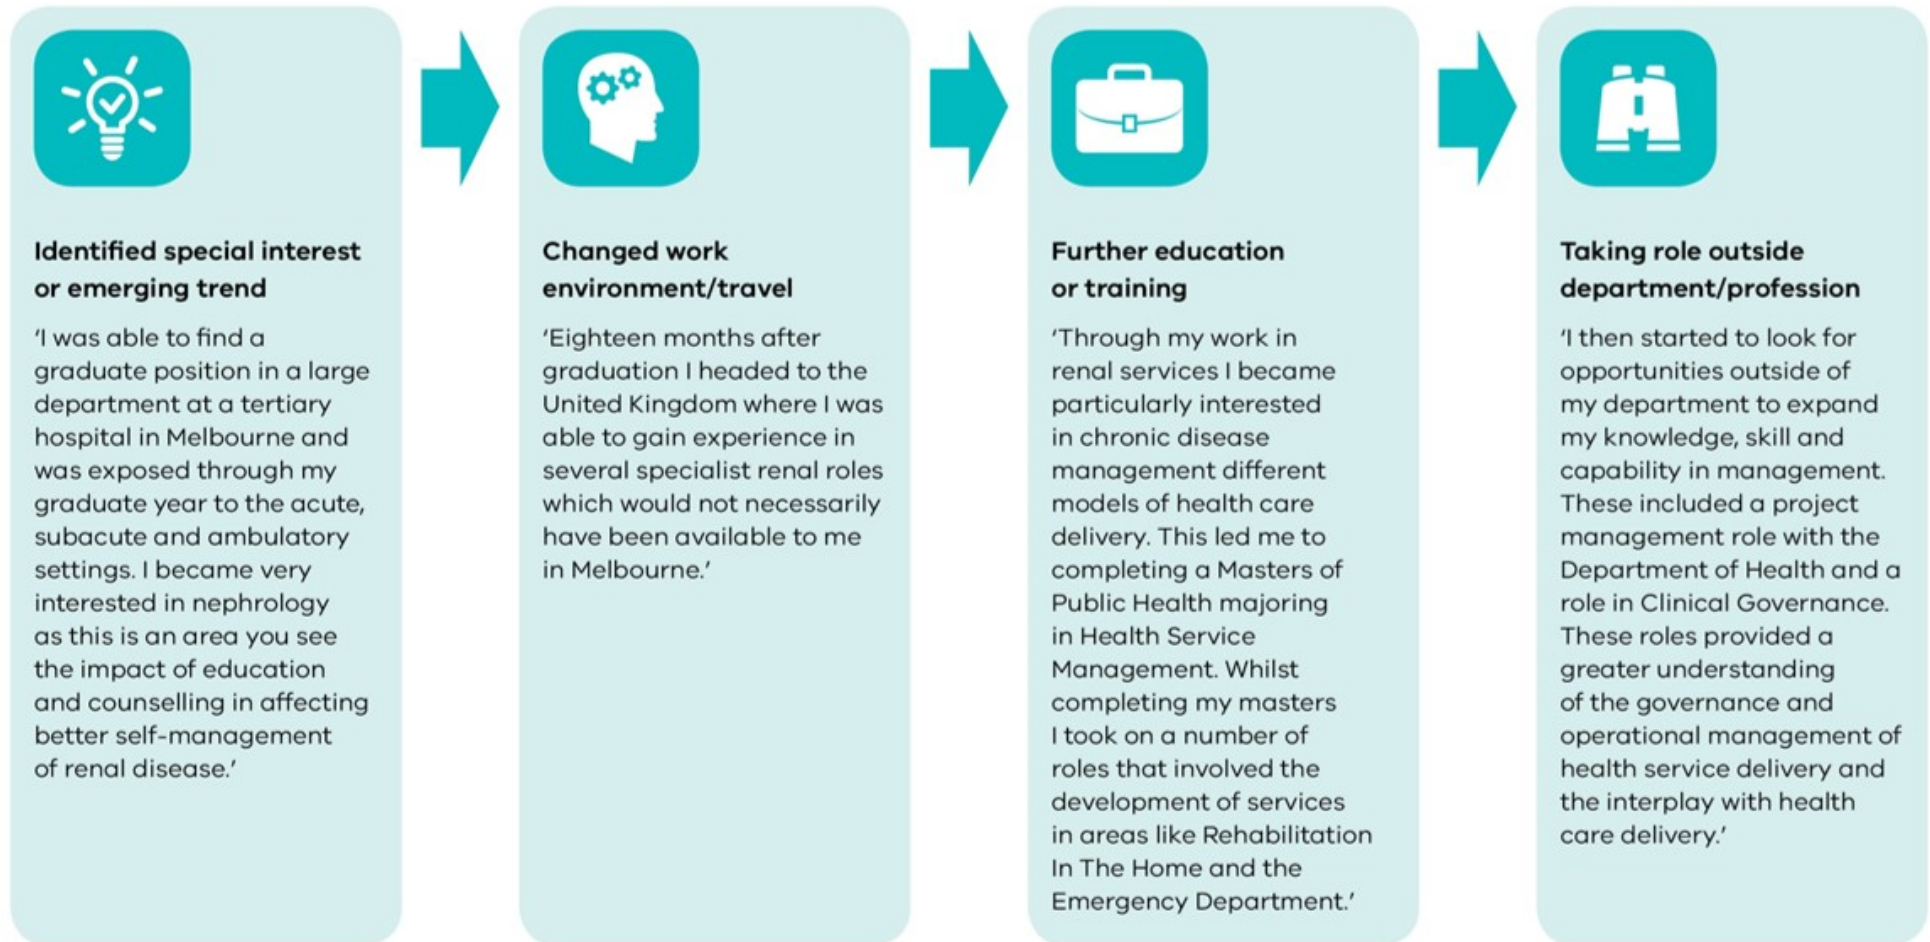 Identified special interest
or emerging trend
‘I was able to find a
graduate position in a large
department at a tertiary
hospital in Melbourne and
was exposed through my
graduate year to the acute,
subacute and ambulatory
settings. I became very
interested in nephrology
as this is an area you see
the impact of education
and counselling in affecting
better self-management
of renal disease.’
Changed work
environment/travel
‘Eighteen months after
graduation I headed to the
United Kingdom where I was
able to gain experience in
several specialist renal roles
which would not necessarily
have been available to me
in Melbourne.’
Further education
or training
‘Through my work in
renal services I became
particularly interested
in chronic disease
management different
models of health care
delivery. This led me to
completing a Masters of
Public Health majoring
in Health Service
Management. Whilst
completing my masters
I took on a number of
roles that involved the
development of services
in areas like Rehabilitation
In The Home and the
Emergency Department.’
Taking role outside
department/profession
‘I then started to look for
opportunities outside of
my department to expand
my knowledge, skill and
capability in management.
These included a project
management role with the
Department of Health and a
role in Clinical Governance.
These roles provided a
greater understanding
of the governance and
operational management of
health service delivery and
the interplay with health
care delivery.’